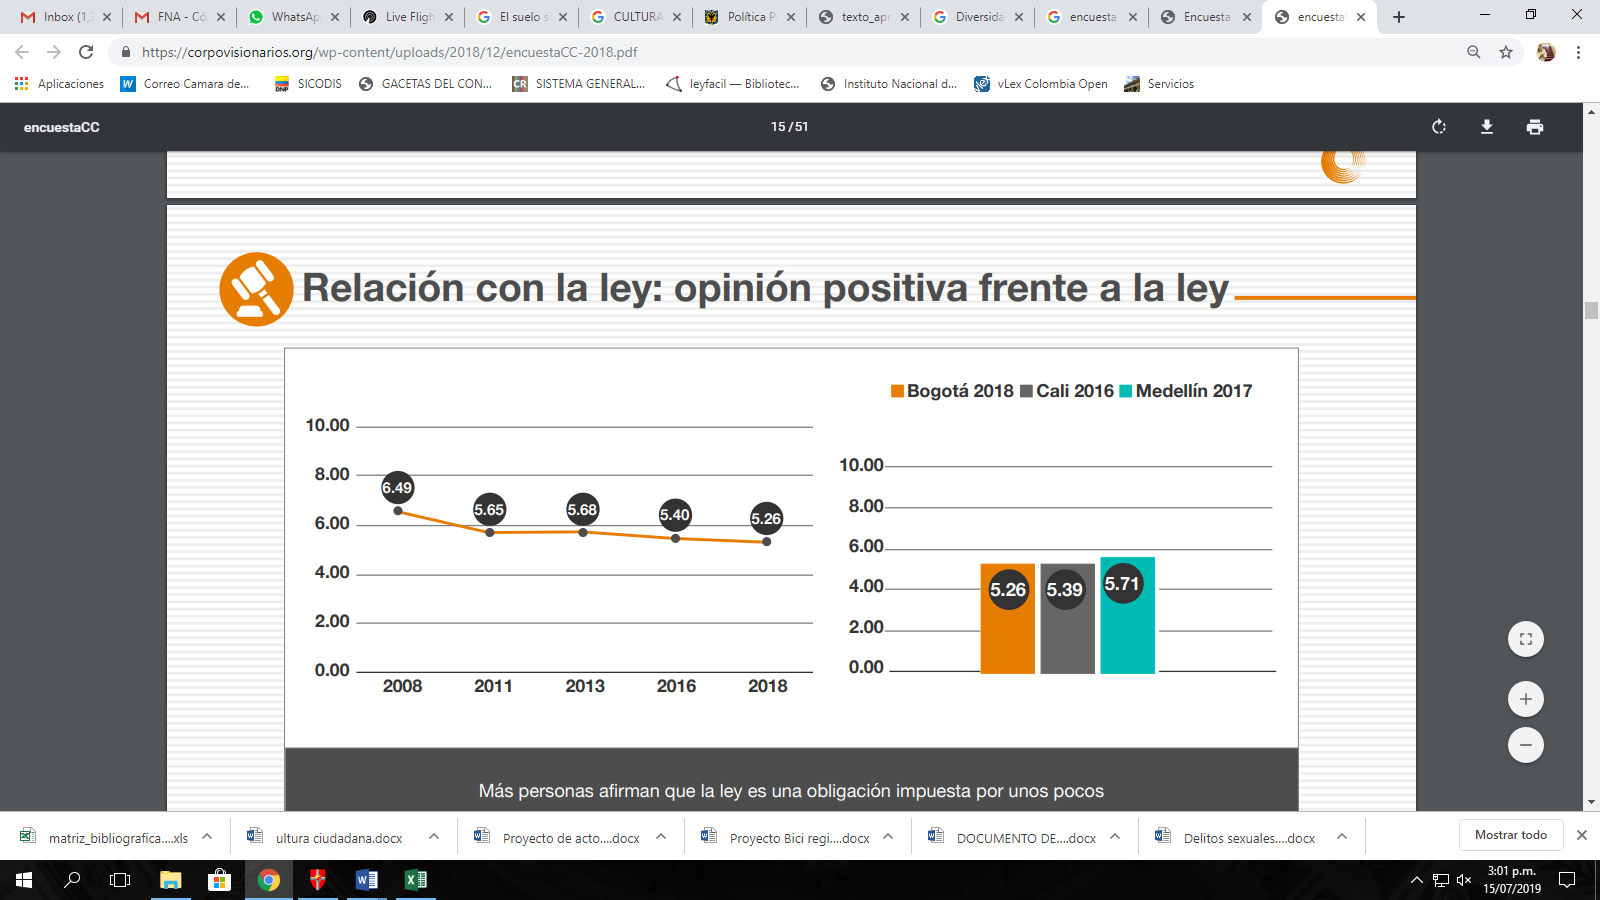 Inbox (1,3
FNA - Có
WhatsAp
Live Fligh
El suelo s
CULTURA
Política P
texto_apr
Diversida
encuesta
Encuesta
encuesta
https://corpovisionarios.org/wp-content/uploads/2018/12/encuestaCC-2018.pdf
Aplicaciones
Correo Camara de...
SICODIS
GACETAS DEL CON...
SISTEMA GENERAL...
leyfacil — Bibliotec...
Instituto Nacional d...
vLex Colombia Open
Servicios
encuestaCC
15 / 51
Relación con la ley: opinión positiva frente a la ley
Bogotá 2018 Cali 2016 Medellín 2017
10.00
8.00
6.00
4.00
2.00
0.00
6.49
5.65
5.68
5.40
5.26
2008 2011 2013 2016 2018
10.00
8.00
6.00
4.00
2.00
0.00
5.26
5.39
5.71
Más personas afirman que la ley es una obligación impuesta por unos pocos
matriz_bibliografica....xls
ultura ciudadana.docx
Proyecto de acto....docx
Proyecto Bici regi....docx
DOCUMENTO DE....docx
Delitos sexuales....docx
Mostrar todo
3:01 p.m.
15/07/2019